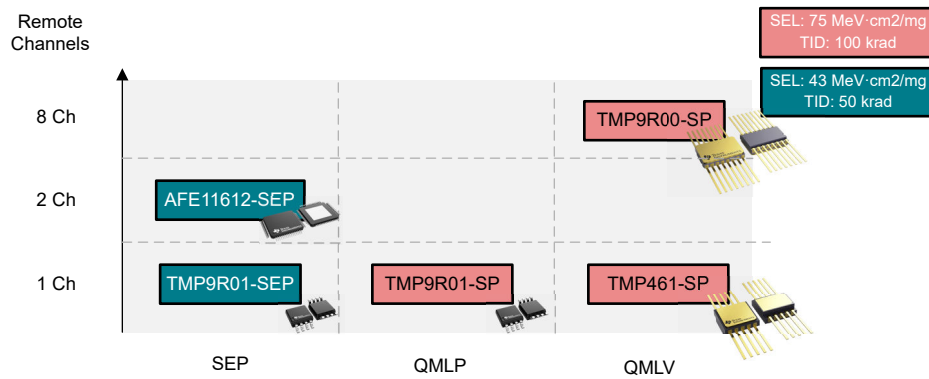 Remote
Channels
SEL: 75 MeV·cm2/mg
TID: 100 krad
SEL: 43 MeV·cm2/mg
TID: 50 krad
8 Ch
TMP9R00-SP
2 Ch
AFE11612-SEP
1 Ch
TMP9R01-SEP
TMP9R01-SP
TMP461-SP
SEP
QMLP
QMLV